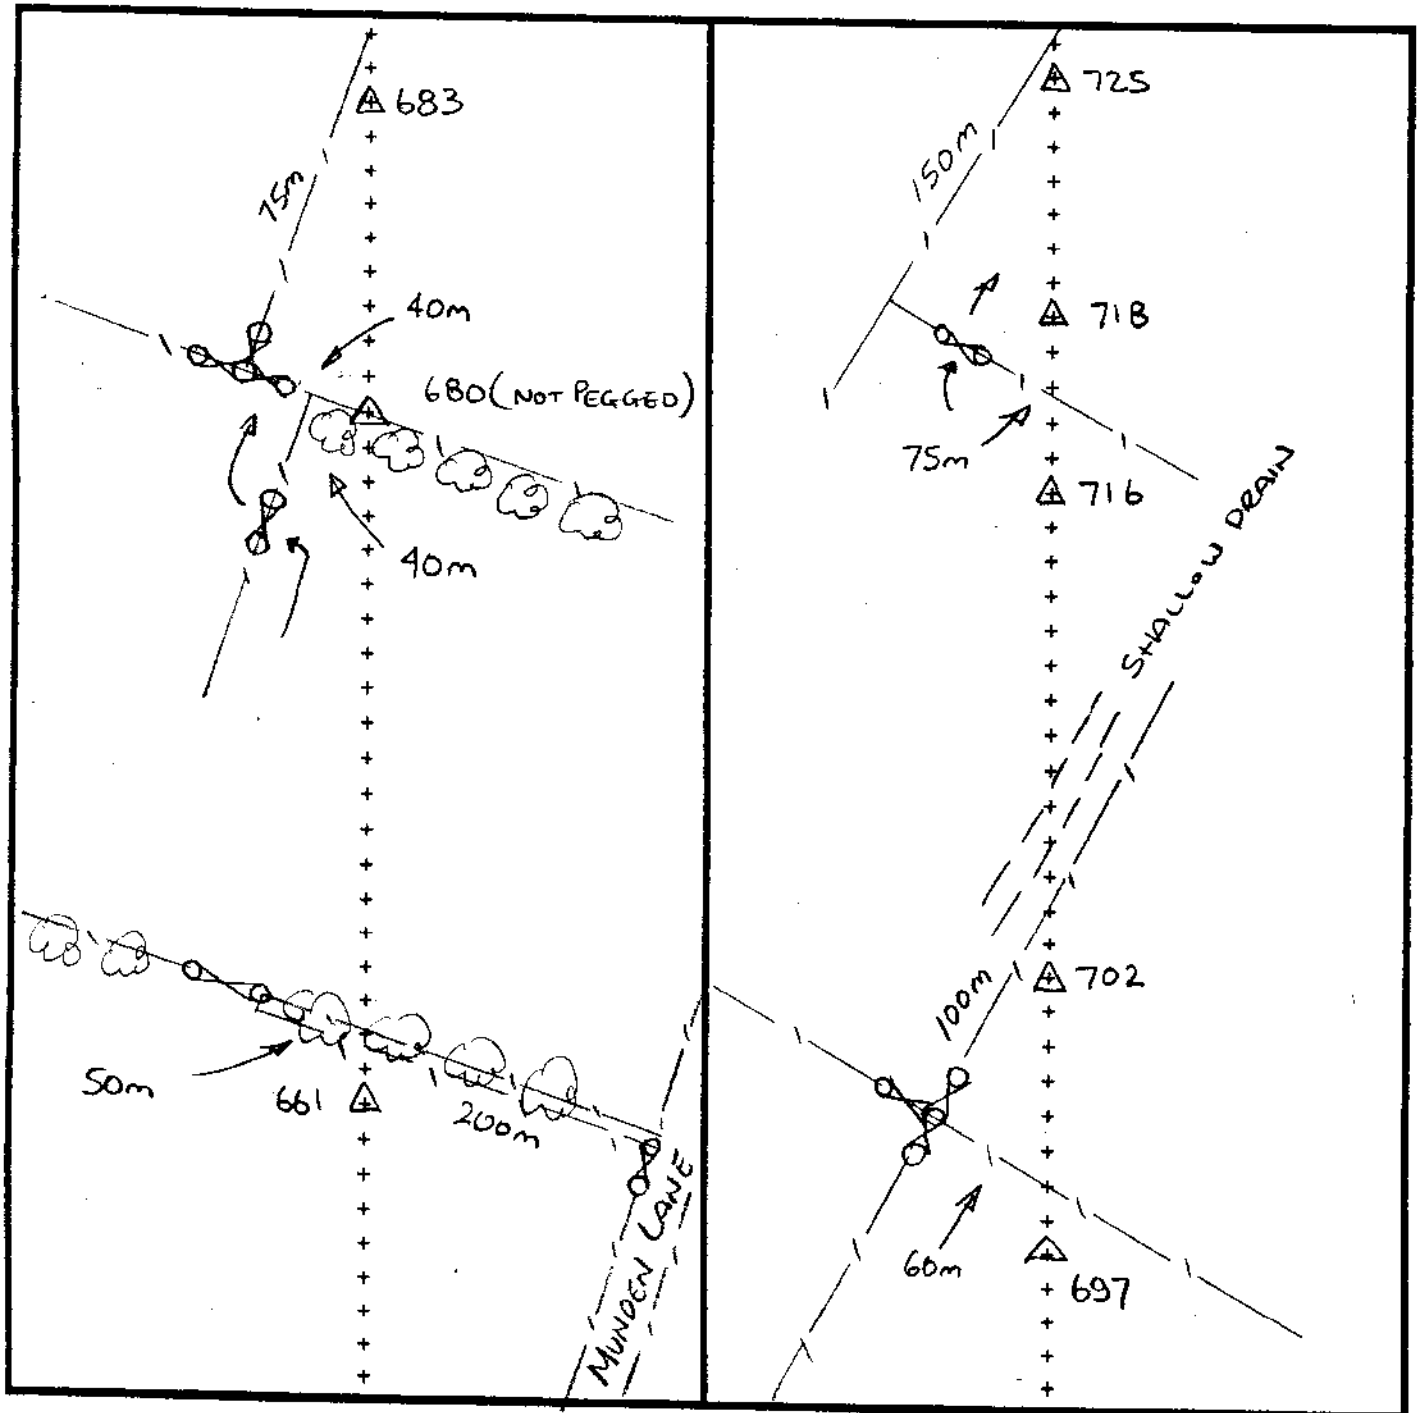 683
75m
40m
680 (NOT PEGGED)
40m
50m
661
200m
MUNDEN LANE
725
150m
718
75m
716
SHALLOW DRAIN
702
100m
60m
697